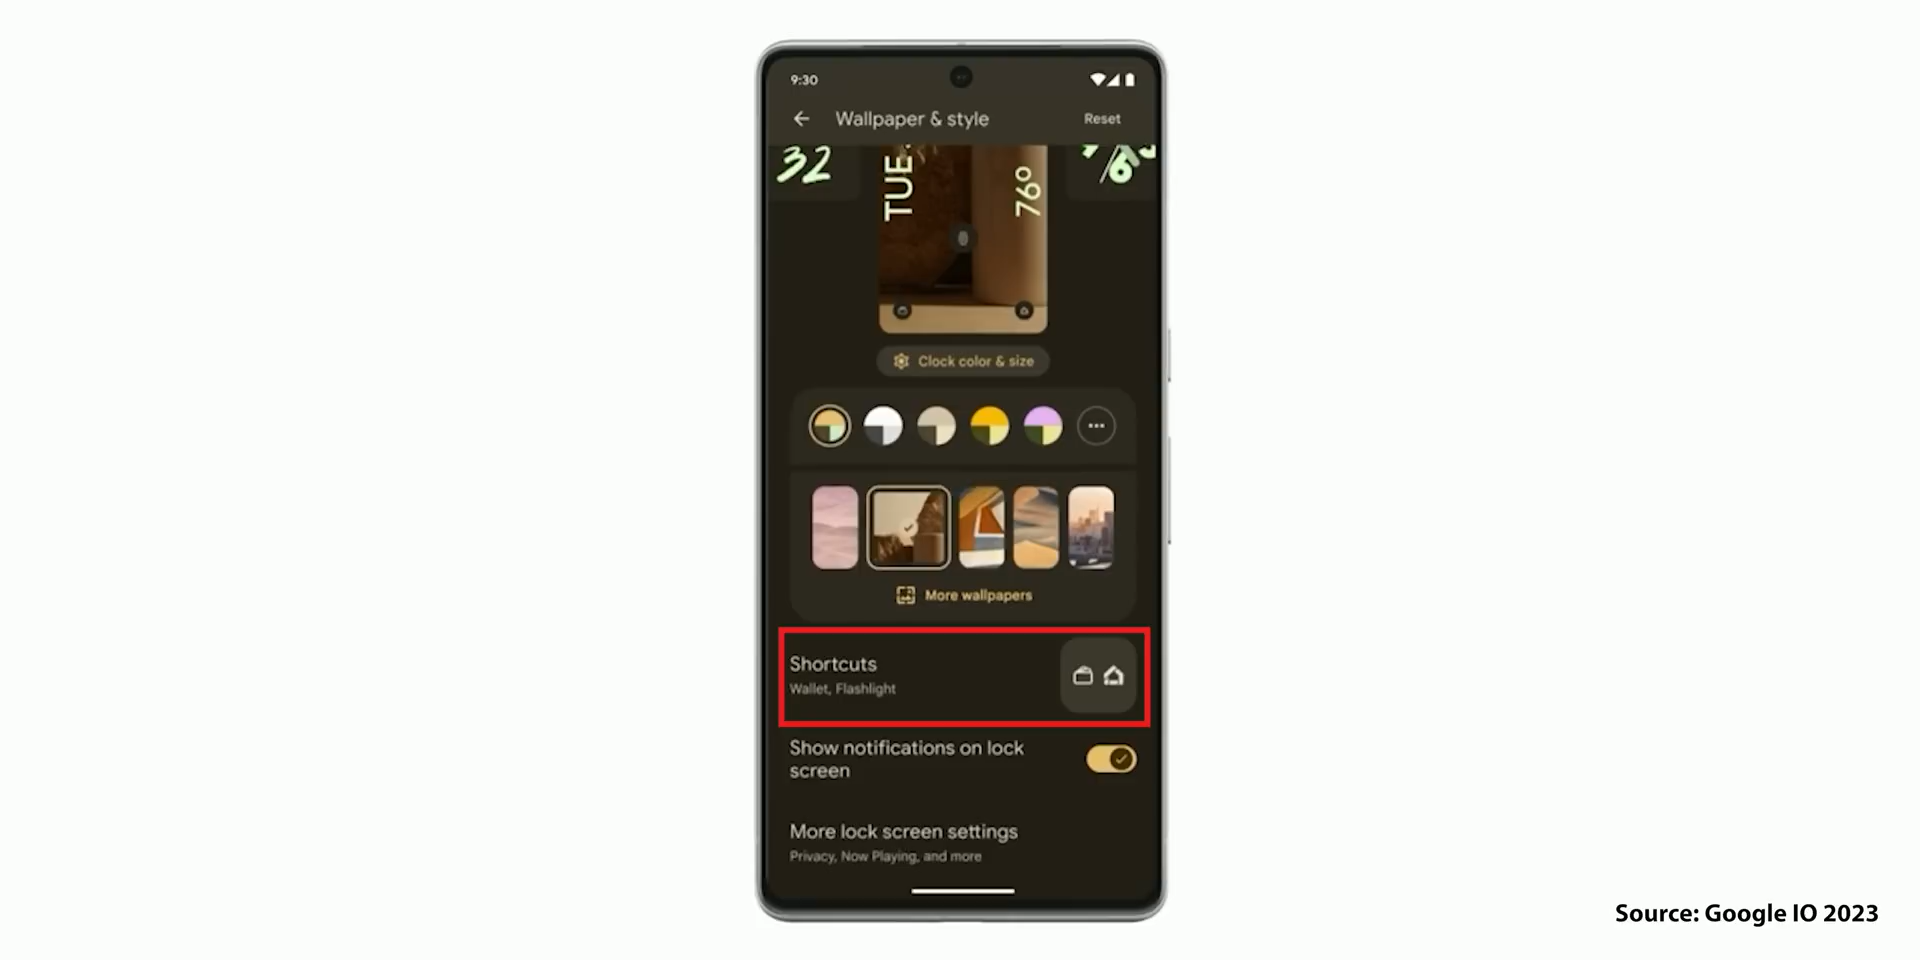 9:30
Wallpaper & style
Reset
32
TUE
76°
Clock color & size
More wallpapers
Shortcuts
Wallet, Flashlight
Show notifications on lock
screen
More lock screen settings
Privacy, Now Playing, and more
Source: Google IO 2023